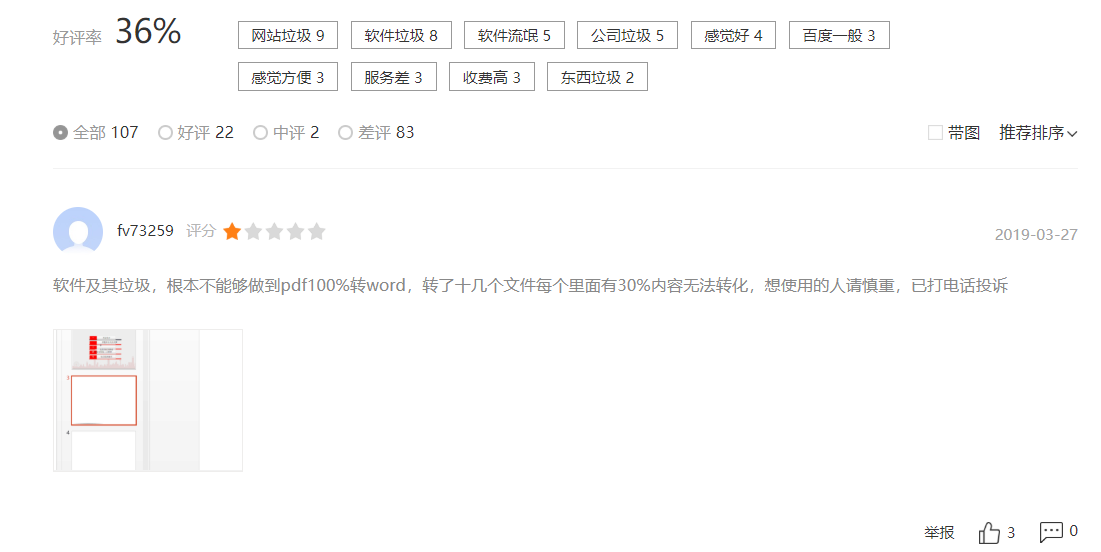 好评率 36% 网站垃圾 9 软件垃圾 8 软件流氓 5 公司垃圾 5 感觉好 4 百度一般 3
感觉方便 3 服务差 3 收费高 3 东西垃圾 2
全部 107 好评 22 中评 2 差评 83 带图 推荐排序
fv73259 评分 2019-03-27
软件及其垃圾，根本不能够做到pdf100%转word，转了十几个文件每个里面有30%内容无法转化，想使用的人请慎重，已打电话投诉
3
4
举报 3 0